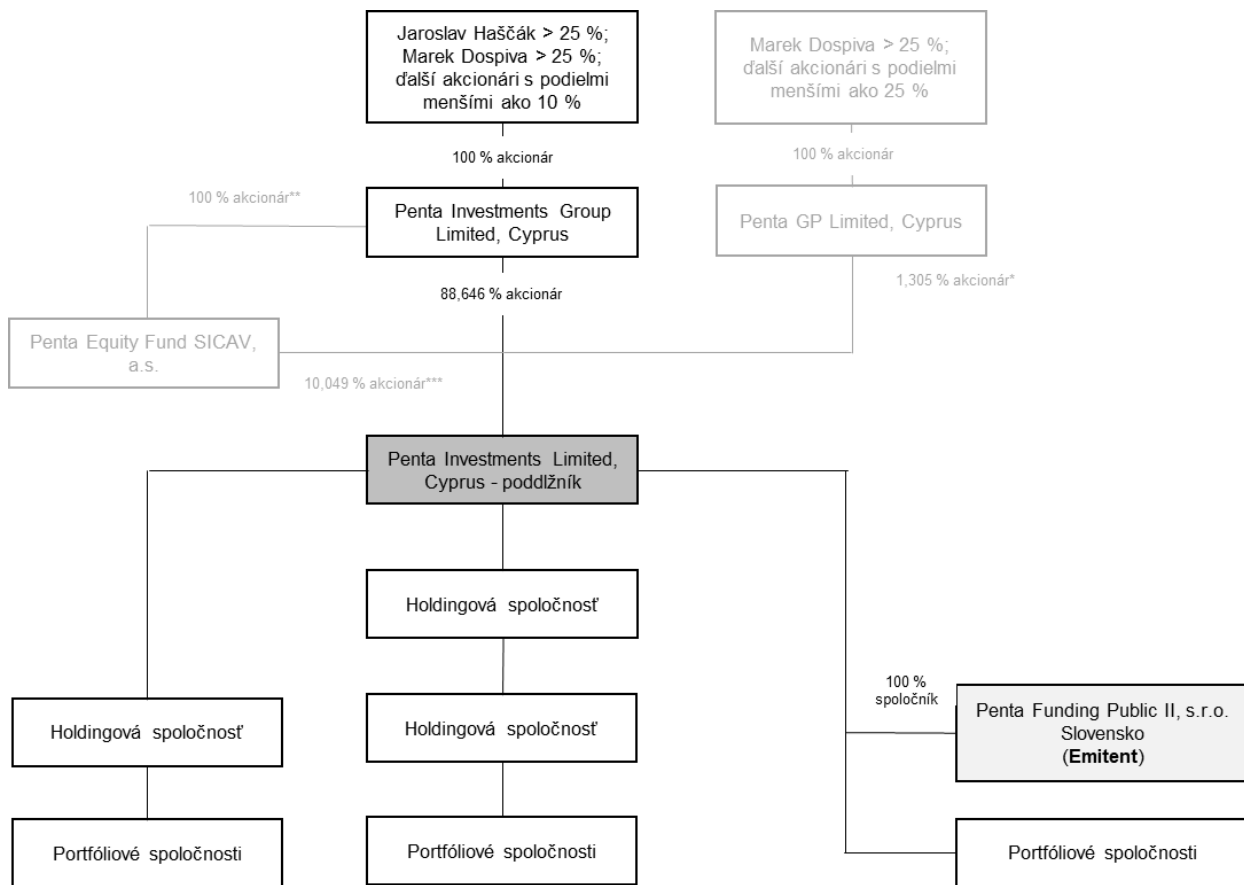 Jaroslav Haščák > 25 %;
Marek Dospiva > 25 %;
ďalší akcionári s podielmi
menšími ako 10 %
Marek Dospiva > 25 %;
ďalší akcionári s podielmi
menšími ako 25 %
100 % akcionár
100 % akcionár
100 % akcionár**
Penta Investments Group
Limited, Cyprus
Penta GP Limited, Cyprus
88,646 % akcionár
1,305 % akcionár*
Penta Equity Fund SICAV,
a.s.
10,049 % akcionár***
Penta Investments Limited,
Cyprus - poddlžník
Holdingová spoločnosť
100 %
spoločník
Holdingová spoločnosť
Holdingová spoločnosť
Penta Funding Public II, s.r.o.
Slovensko
(Emitent)
Portfóliové spoločnosti
Portfóliové spoločnosti
Portfóliové spoločnosti